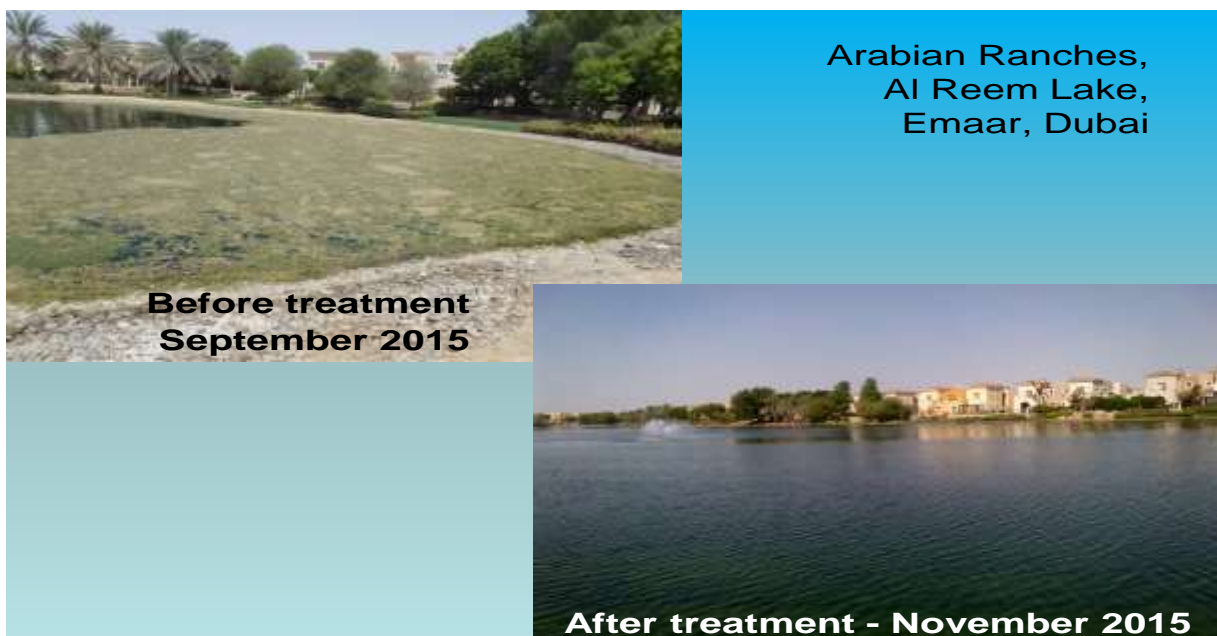 Arabian Ranches,
Al Reem Lake,
Emaar, Dubai
Before treatment
September 2015
After treatment - November 2015